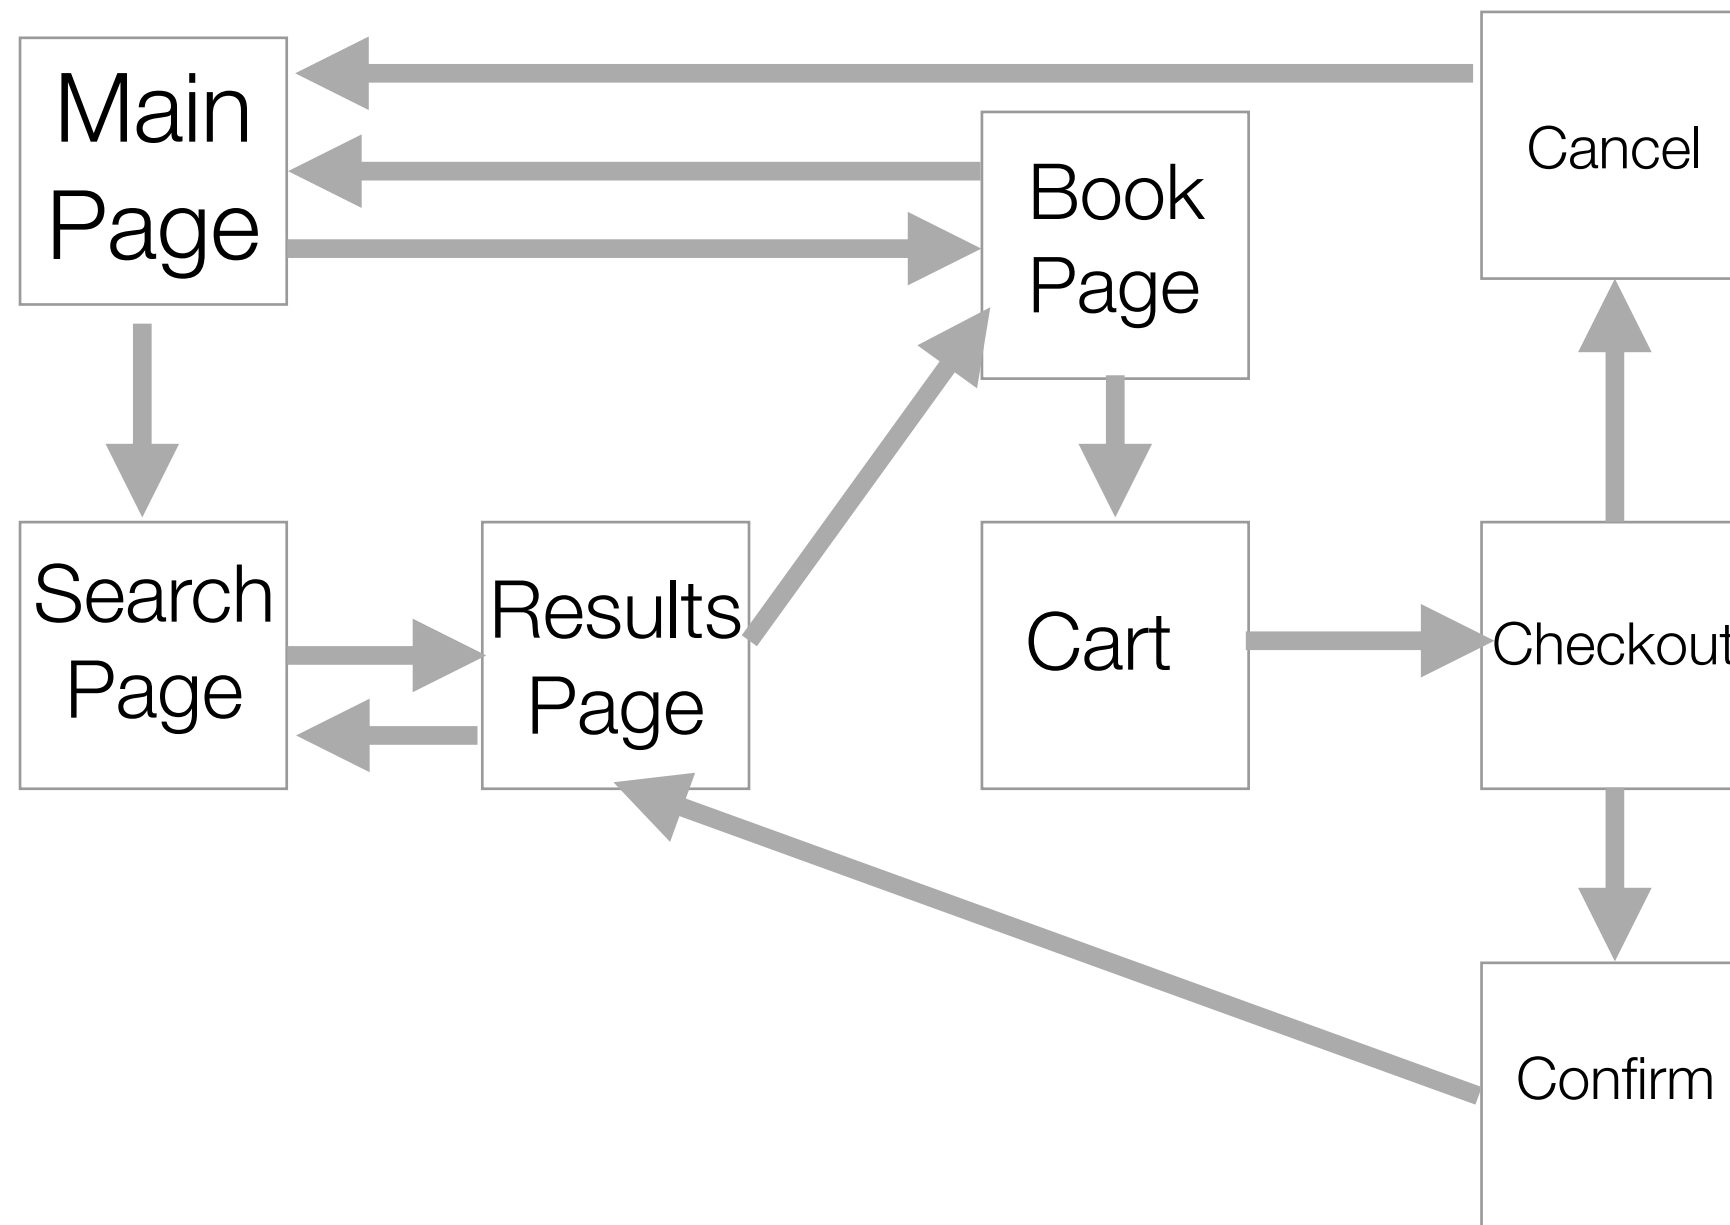 Main
Page
Book
Page
Cancel
Search
Page
Results
Page
Cart
Checkout
Confirm